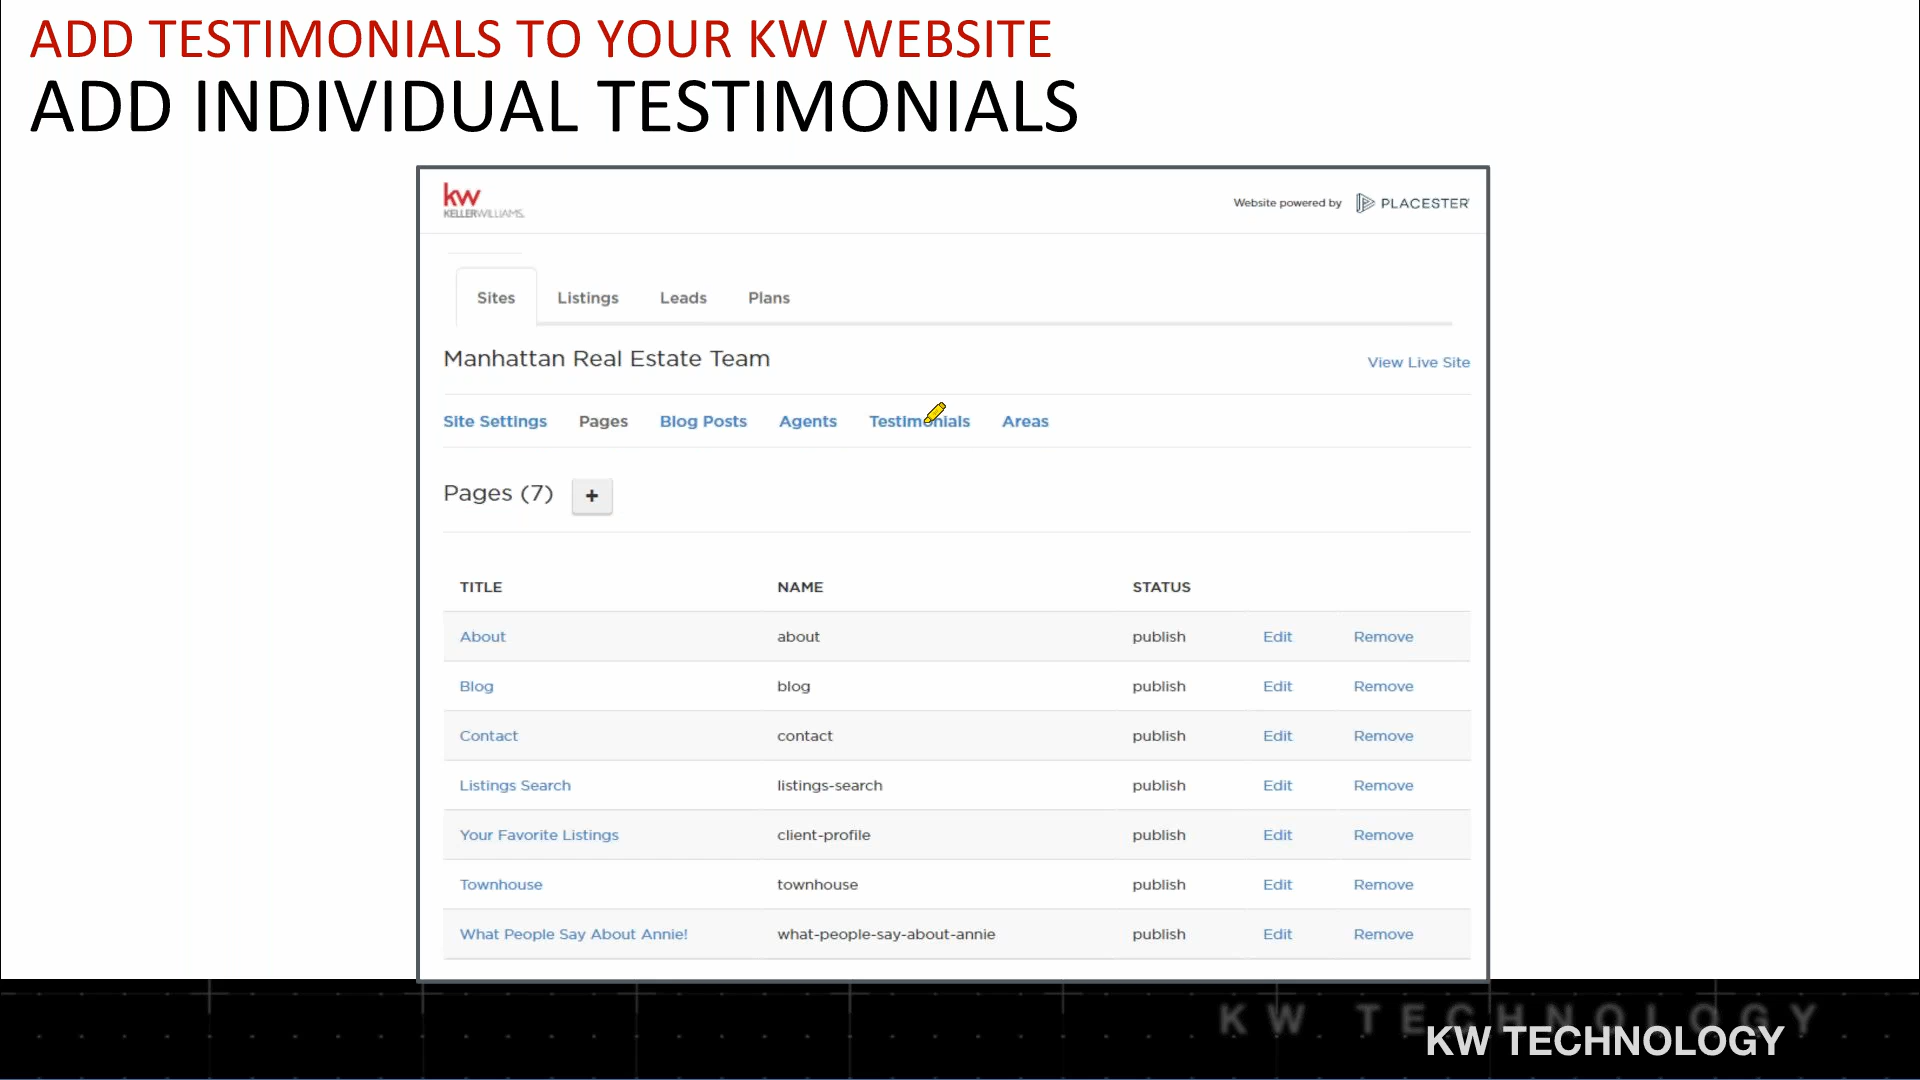 ADD TESTIMONIALS TO YOUR KW WEBSITE
ADD INDIVIDUAL TESTIMONIALS
kw
KELLERWILLIAMS.
Website powered by PLACESTER
Sites Listings Leads Plans
Manhattan Real Estate Team
View Live Site
Site Settings Pages Blog Posts Agents Testimonials Areas
Pages (7) +
TITLE NAME STATUS
About about publish Edit Remove
Blog blog publish Edit Remove
Contact contact publish Edit Remove
Listings Search listings-search publish Edit Remove
Your Favorite Listings client-profile publish Edit Remove
Townhouse townhouse publish Edit Remove
What People Say About Annie! what-people-say-about-annie publish Edit Remove
KW TECHNOLOGY
KW TECHNOLOGY